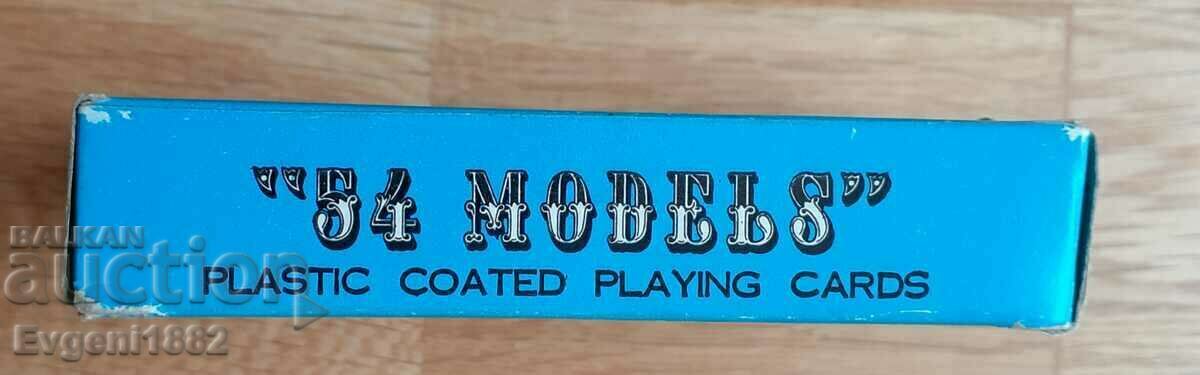 "54 MODELS"
PLASTIC COATED PLAYING CARDS
BALKAN
auction
Evgeni1882